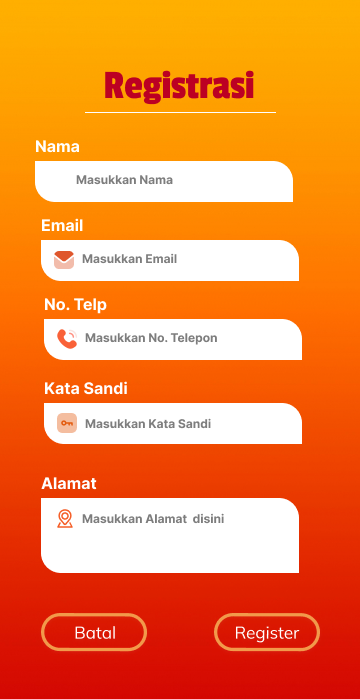 Registrasi
Nama
Masukkan Nama
Email
Masukkan Email
No. Telp
Masukkan No. Telepon
Kata Sandi
Masukkan Kata Sandi
Alamat
Masukkan Alamat disini
Batal
Register